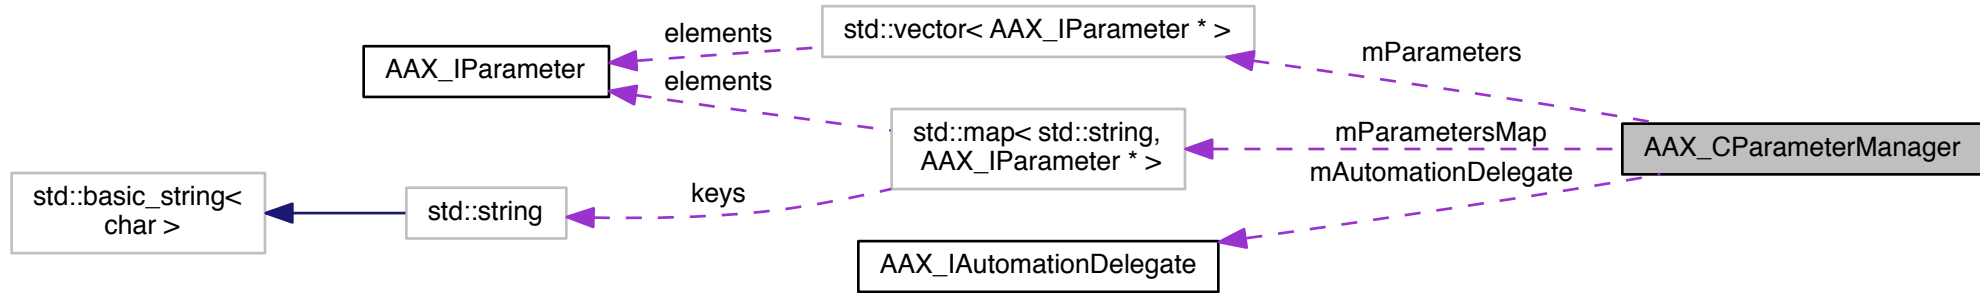 std::vector< AAX_IParameter * >
elements
mParameters
AAX_IParameter
elements
std::map< std::string,
AAX_IParameter * >
mParametersMap
AAX_CParameterManager
mAutomationDelegate
std::basic_string<
char >
std::string
keys
AAX_IAutomationDelegate